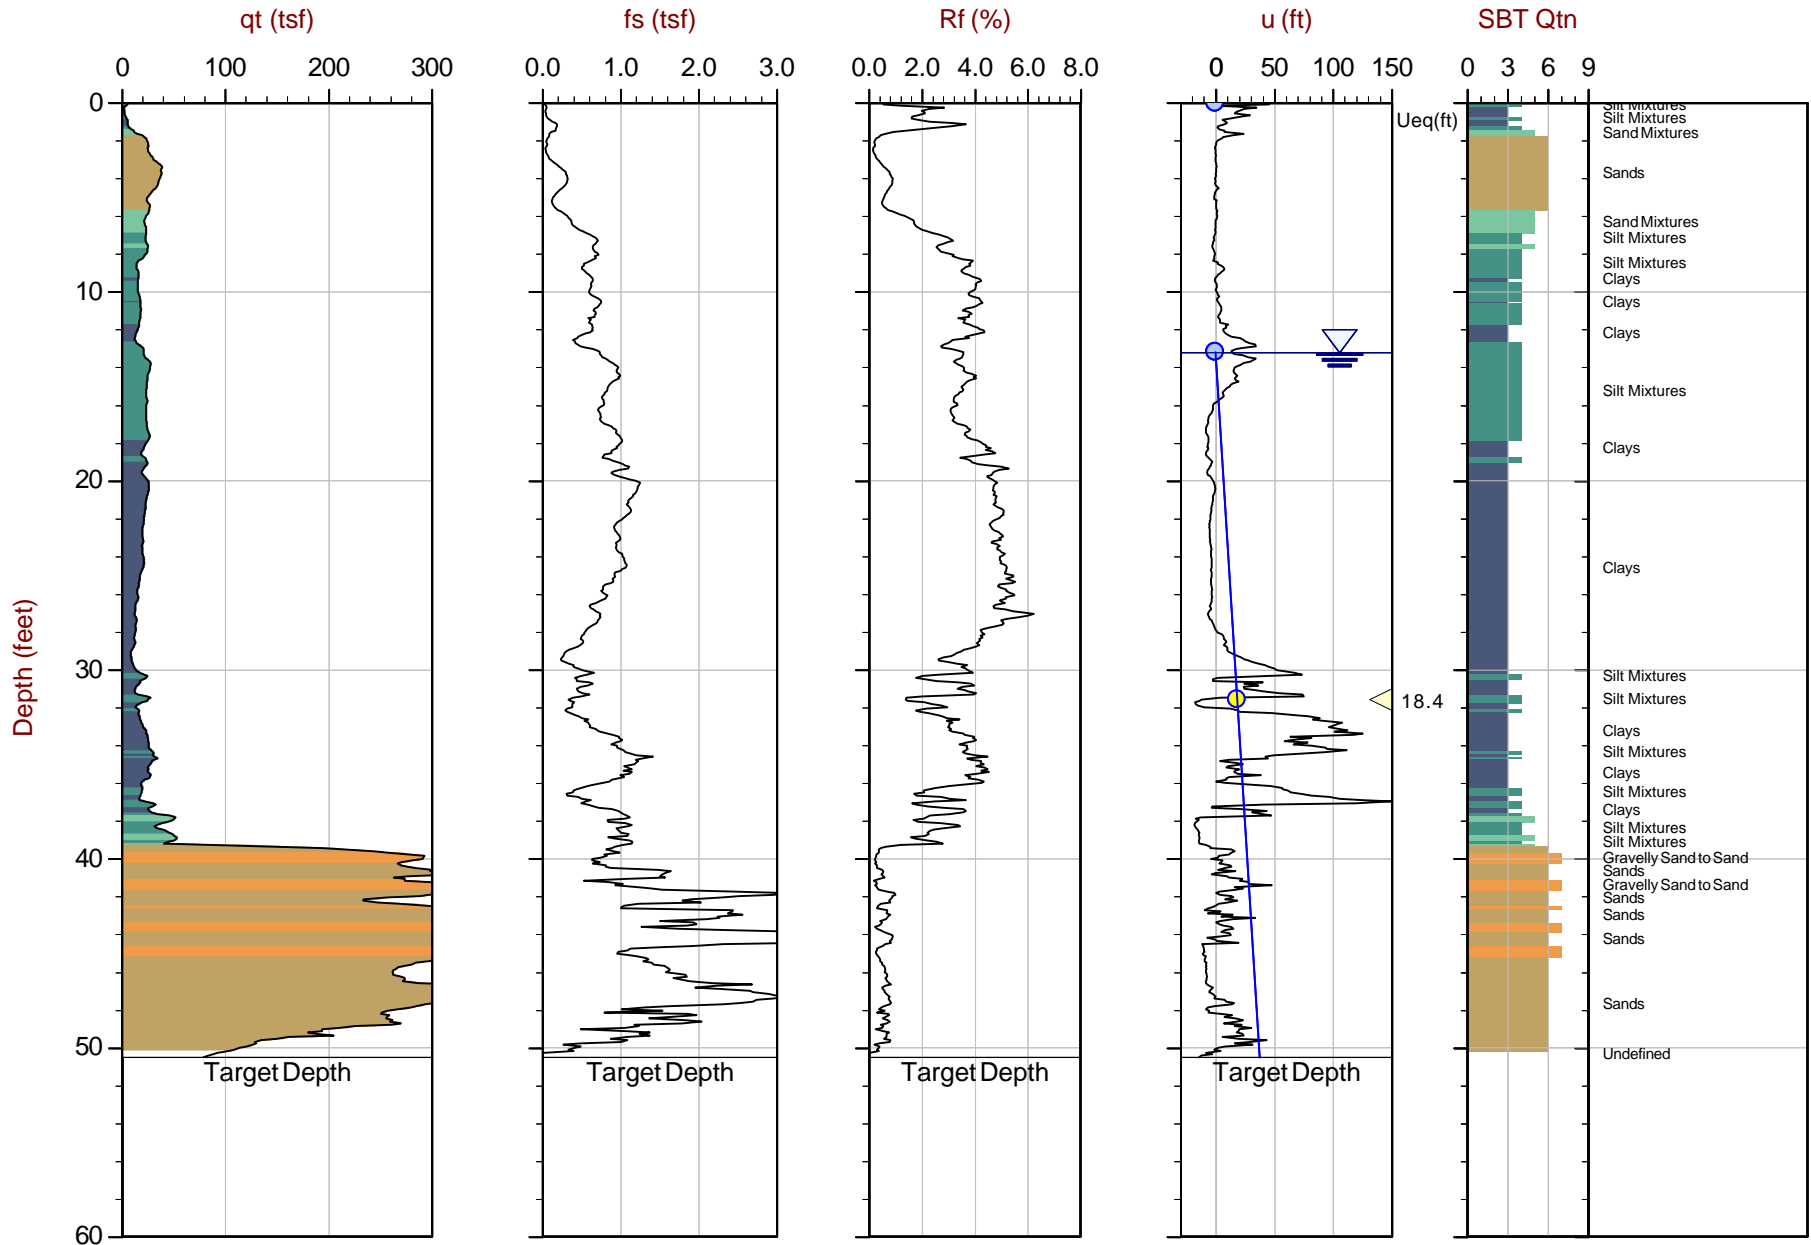 qt (tsf)
fs (tsf)
Rf (%)
u (ft)
SBT Qtn
0 100 200 300
0.0 1.0 2.0 3.0
0.0 2.0 4.0 6.0 8.0
0 50 100 150
0 3 6 9
Depth (feet)
0
10
20
30
40
50
60
Ueq(ft)
18.4
Target Depth
Target Depth
Target Depth
Target Depth
Silt Mixtures
Silt Mixtures
Sand Mixtures
Sands
Sand Mixtures
Silt Mixtures
Silt Mixtures
Clays
Clays
Clays
Silt Mixtures
Clays
Clays
Silt Mixtures
Silt Mixtures
Clays
Silt Mixtures
Clays
Silt Mixtures
Clays
Silt Mixtures
Silt Mixtures
Gravelly Sand to Sand
Sands
Gravelly Sand to Sand
Sands
Sands
Sands
Sands
Undefined